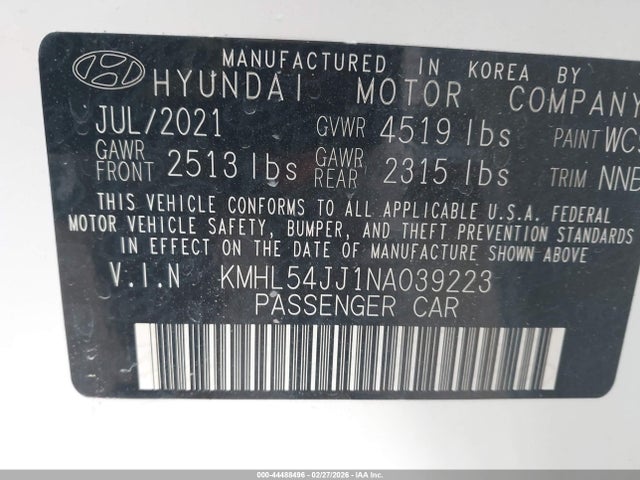 MANUFACTURED IN KOREA BY
HYUNDAI MOTOR COMPANY
JUL/2021 GVWR 4519 lbs PAINT
GAWR FRONT 2513 lbs GAWR REAR 2315 lbs TRIM
THIS VEHICLE CONFORMS TO ALL APPLICABLE U.S.A. FEDERAL
MOTOR VEHICLE SAFETY, BUMPER, AND THEFT PREVENTION STANDARDS
IN EFFECT ON THE DATE OF MANUFACTURE SHOWN ABOVE
V.I.N KMHL54JJ1NA039223
PASSENGER CAR
000-44488496 - 02/27/2026 - IAAI.COM